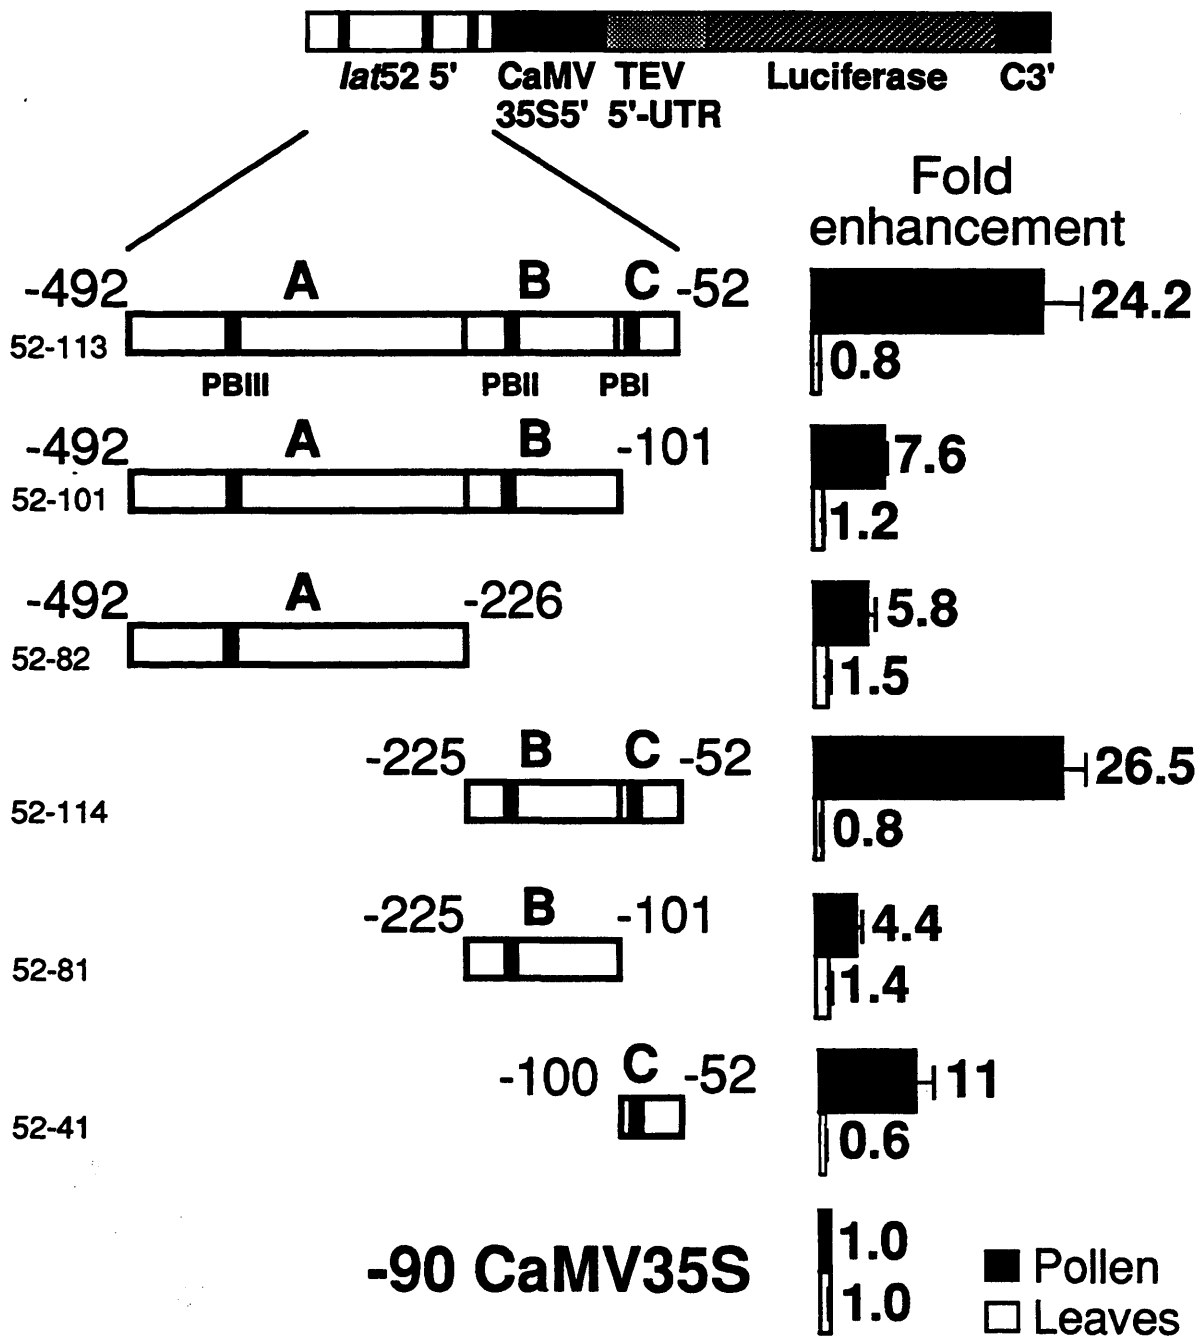 lat52 5' CaMV TEV Luciferase C3'
35S5' 5'-UTR
Fold
enhancement
-492 A B C -52
52-113
24.2
0.8
PBIII PBII PBI
-492 A B -101
52-101
7.6
1.2
-492 A -226
52-82
5.8
1.5
-225 B C -52
52-114
26.5
0.8
-225 B -101
52-81
4.4
1.4
-100 C -52
52-41
11
0.6
-90 CaMV35S
1.0
1.0
Pollen
Leaves